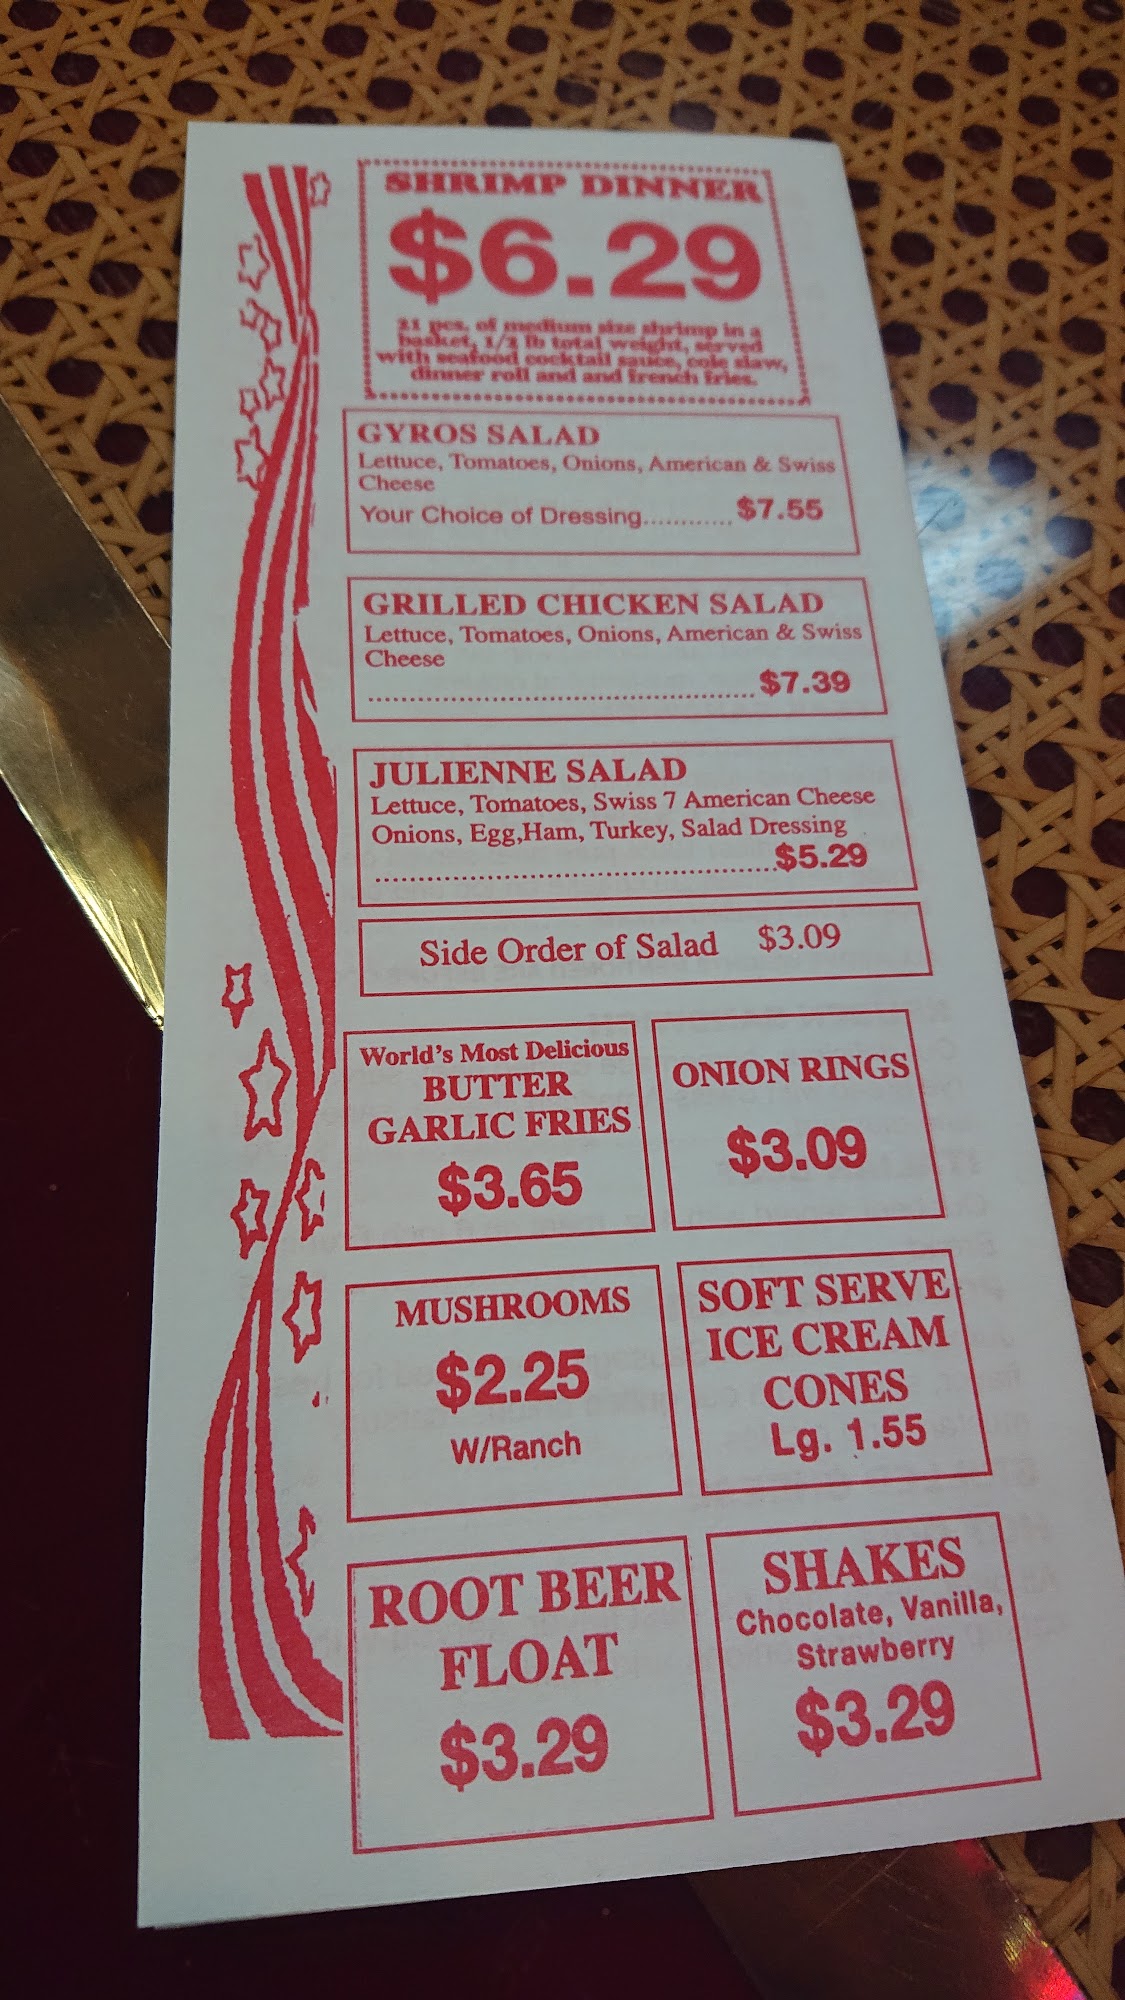 SHRIMP DINNER
$6.29
21 pcs. of medium size shrimp in a
basket, 1/2 lb total weight, served
with seafood cocktail sauce, cole slaw,
dinner roll and and french fries.
GYROS SALAD
Lettuce, Tomatoes, Onions, American & Swiss
Cheese
Your Choice of Dressing............. $7.55
GRILLED CHICKEN SALAD
Lettuce, Tomatoes, Onions, American & Swiss
Cheese
........................................................ $7.39
JULIENNE SALAD
Lettuce, Tomatoes, Swiss 7 American Cheese
Onions, Egg,Ham, Turkey, Salad Dressing
..........................................................$5.29
Side Order of Salad $3.09
World's Most Delicious
BUTTER
GARLIC FRIES
$3.65
ONION RINGS
$3.09
MUSHROOMS
$2.25
W/Ranch
SOFT SERVE
ICE CREAM
CONES
Lg. 1.55
ROOT BEER
FLOAT
$3.29
SHAKES
Chocolate, Vanilla,
Strawberry
$3.29